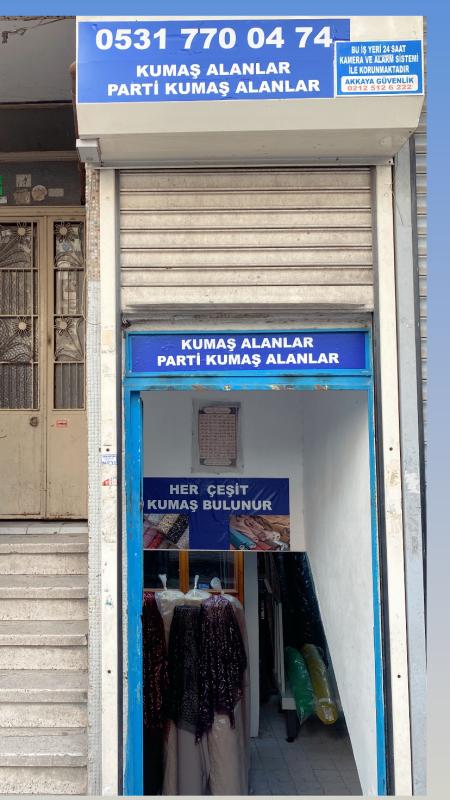 0531 770 04 74
KUMAŞ ALANLAR
PARTİ KUMAŞ ALANLAR
BU İŞ YERİ 24 SAAT
KAMERA VE ALARM SİSTEMİ
İLE KORUNMAKTADIR
AKKAYA GÜVENLİK
0212 512 6 222
KUMAŞ ALANLAR
PARTİ KUMAŞ ALANLAR
HER ÇEŞİT
KUMAŞ BULUNUR